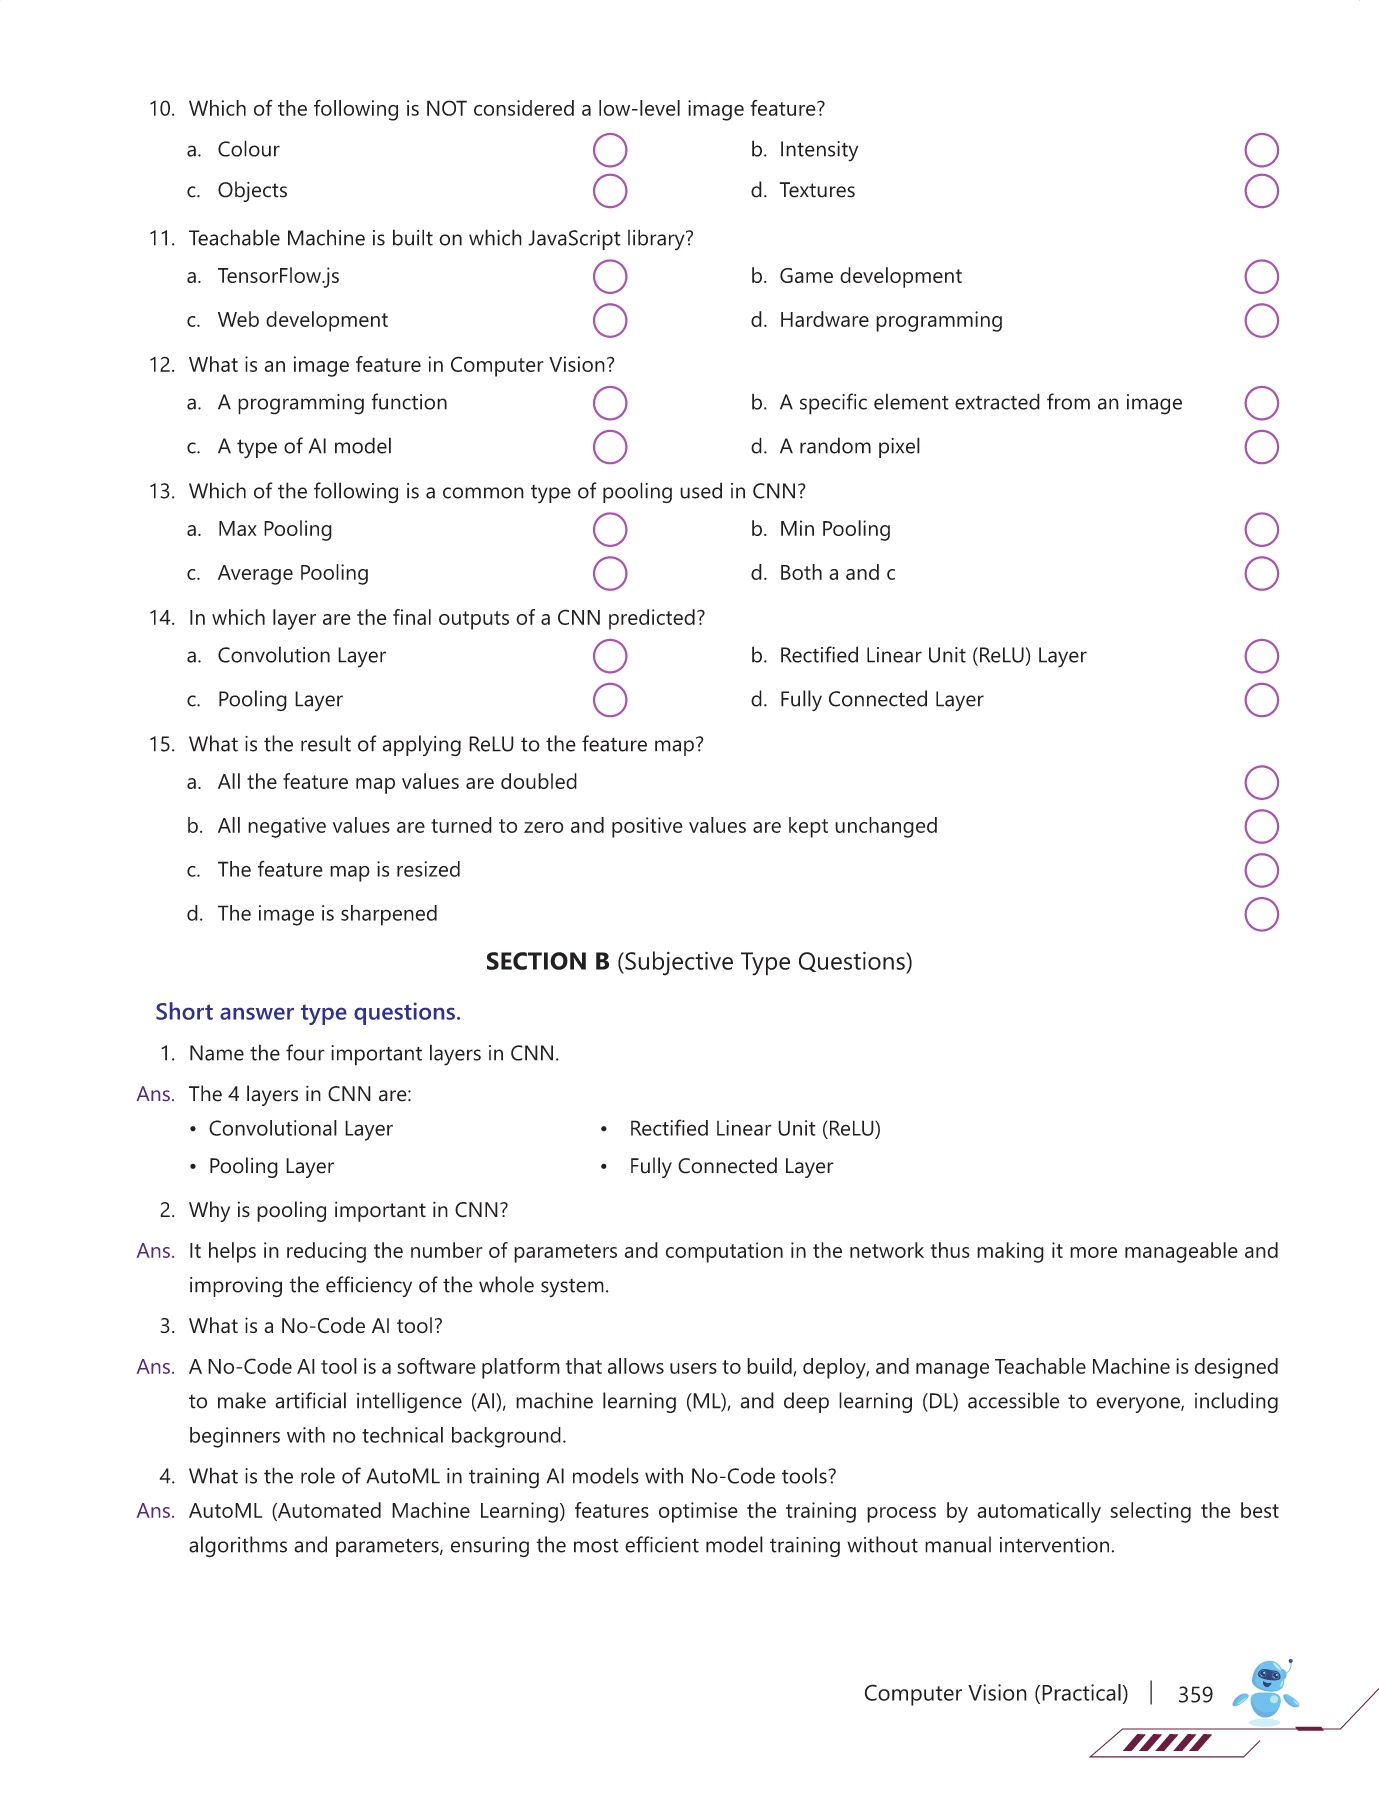 10. Which of the following is NOT considered a low-level image feature?
a. Colour b. Intensity
c. Objects d. Textures
11. Teachable Machine is built on which JavaScript library?
a. TensorFlow.js b. Game development
c. Web development d. Hardware programming
12. What is an image feature in Computer Vision?
a. A programming function b. A specific element extracted from an image
c. A type of AI model d. A random pixel
13. Which of the following is a common type of pooling used in CNN?
a. Max Pooling b. Min Pooling
c. Average Pooling d. Both a and c
14. In which layer are the final outputs of a CNN predicted?
a. Convolution Layer b. Rectified Linear Unit (ReLU) Layer
c. Pooling Layer d. Fully Connected Layer
15. What is the result of applying ReLU to the feature map?
a. All the feature map values are doubled
b. All negative values are turned to zero and positive values are kept unchanged
c. The feature map is resized
d. The image is sharpened
SECTION B (Subjective Type Questions)
Short answer type questions.
1. Name the four important layers in CNN.
Ans. The 4 layers in CNN are:
• Convolutional Layer • Rectified Linear Unit (ReLU)
• Pooling Layer • Fully Connected Layer
2. Why is pooling important in CNN?
Ans. It helps in reducing the number of parameters and computation in the network thus making it more manageable and
improving the efficiency of the whole system.
3. What is a No-Code AI tool?
Ans. A No-Code AI tool is a software platform that allows users to build, deploy, and manage Teachable Machine is designed
to make artificial intelligence (AI), machine learning (ML), and deep learning (DL) accessible to everyone, including
beginners with no technical background.
4. What is the role of AutoML in training AI models with No-Code tools?
Ans. AutoML (Automated Machine Learning) features optimise the training process by automatically selecting the best
algorithms and parameters, ensuring the most efficient model training without manual intervention.
Computer Vision (Practical) | 359